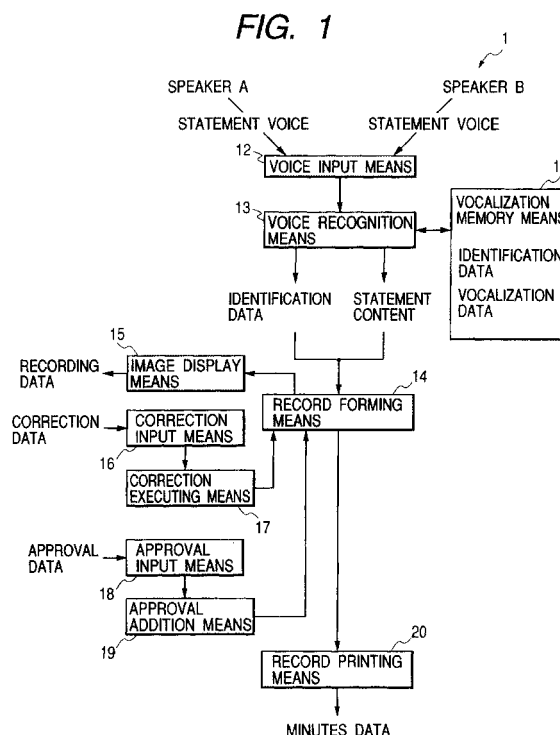 FIG. 1
1
SPEAKER A
SPEAKER B
STATEMENT VOICE
STATEMENT VOICE
12
VOICE INPUT MEANS
13
VOICE RECOGNITION
MEANS
VOCALIZATION
MEMORY MEANS
IDENTIFICATION
DATA
VOCALIZATION
DATA
IDENTIFICATION
DATA
STATEMENT
CONTENT
15
RECORDING
DATA
IMAGE DISPLAY
MEANS
14
RECORD FORMING
MEANS
CORRECTION
DATA
CORRECTION
INPUT MEANS
16
CORRECTION
EXECUTING MEANS
17
APPROVAL
DATA
APPROVAL
INPUT MEANS
18
APPROVAL
ADDITION MEANS
19
20
RECORD PRINTING
MEANS
MINUTES DATA